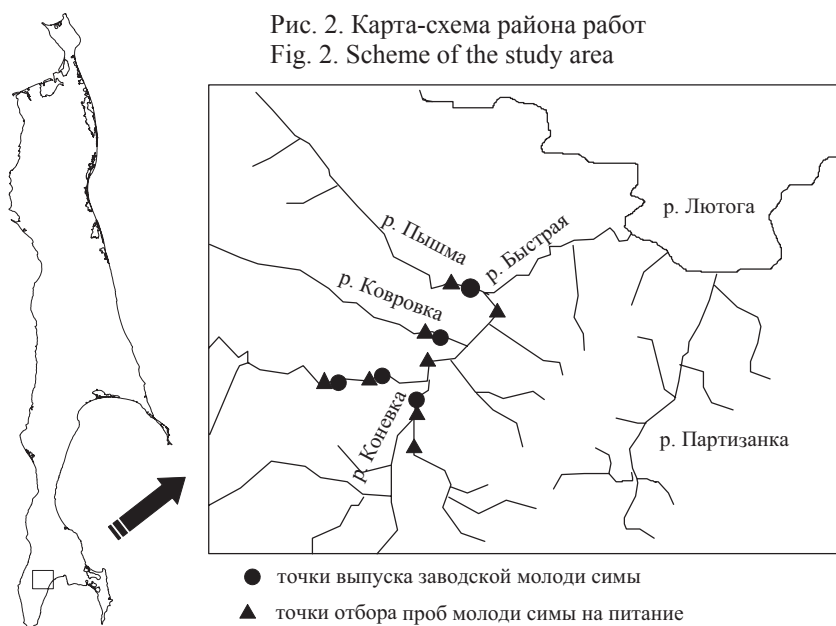 Рис. 2. Карта-схема района работ
Fig. 2. Scheme of the study area
р. Лютога
р. Пышма
р. Быстрая
р. Ковровка
р. Коневка
р. Партизанка
точки выпуска заводской молоди симы
точки отбора проб молоди симы на питание